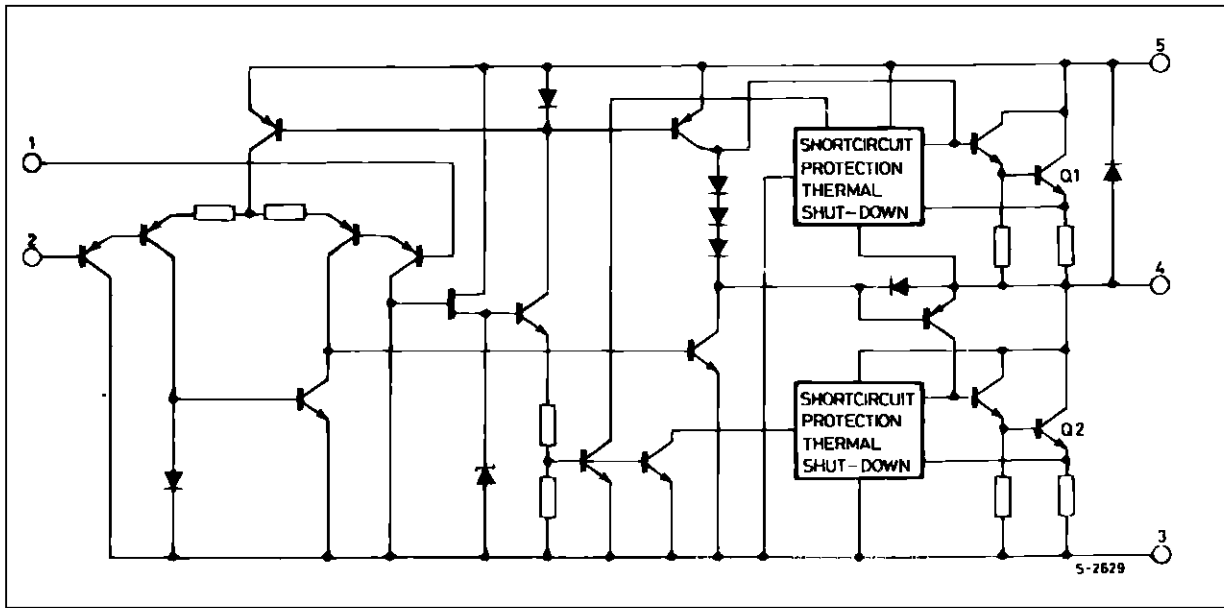 5
1
SHORTCIRCUIT
PROTECTION
THERMAL
SHUT-DOWN
Q1
2
4
SHORTCIRCUIT
PROTECTION
THERMAL
SHUT-DOWN
Q2
3
S-2629